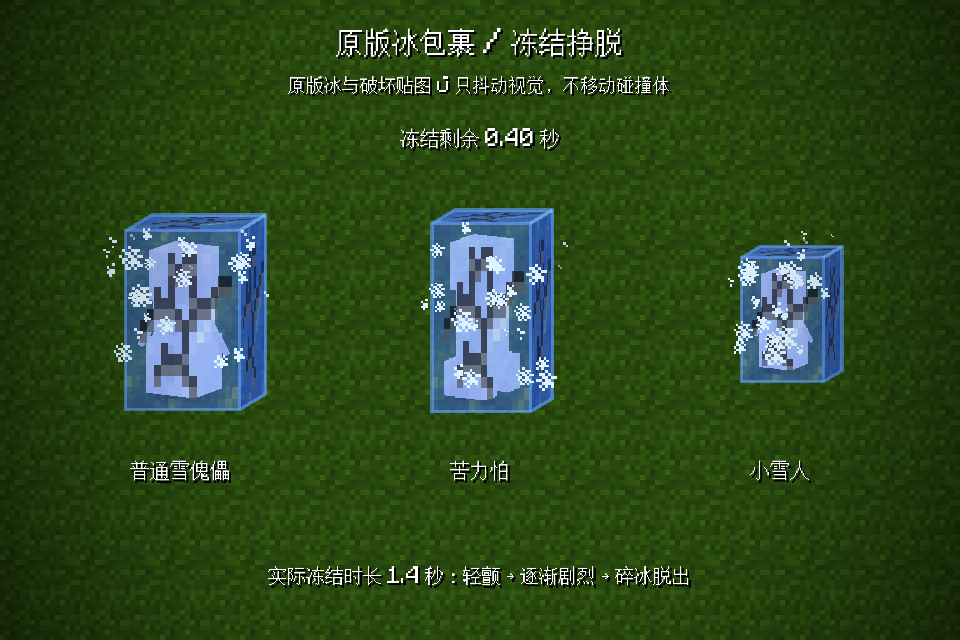 原版冰包裹 / 冻结挣脱
原版冰与破坏贴图 Ü 只抖动视觉，不移动碰撞体
冻结剩余 0.40 秒
普通雪傀儡
苦力怕
小雪人
实际冻结时长 1.4 秒：轻颤 → 逐渐剧烈 → 碎冰脱出